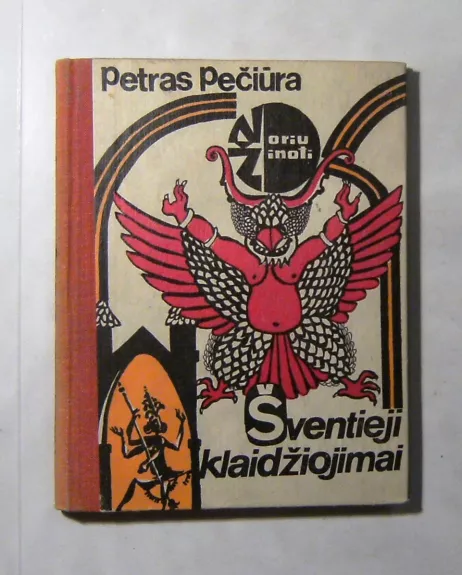 Petras Pečiūra
Noriu
Žinoti
Šventieji
klaidžiojimai